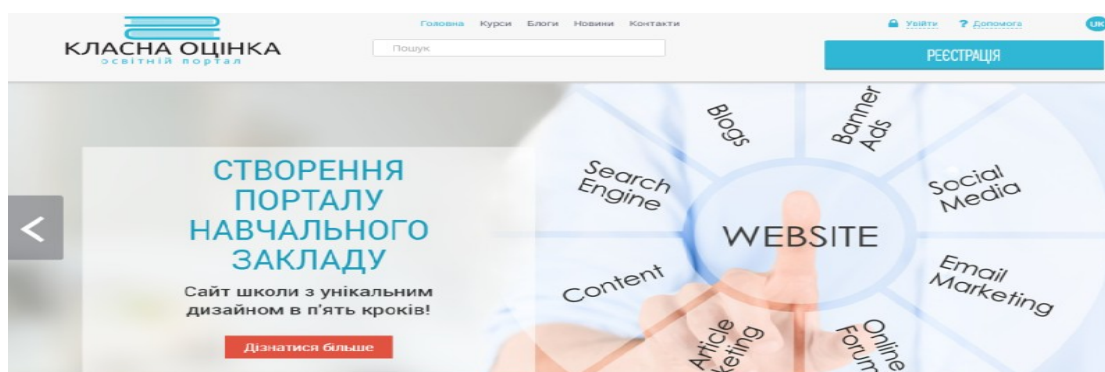 КЛАСНА ОЦІНКА
освітній портал
Головна Курси Блоги Новини Контакти
Пошук
Увійти ? Допомога UK
РЕЄСТРАЦІЯ
СТВОРЕННЯ
ПОРТАЛУ
НАВЧАЛЬНОГО
ЗАКЛАДУ
Сайт школи з унікальним
дизайном в п'ять кроків!
Дізнатися більше
Blogs
Banner
Ads
Search
Engine
Social
Media
WEBSITE
Content
Email
Marketing
Article
Online
Forum